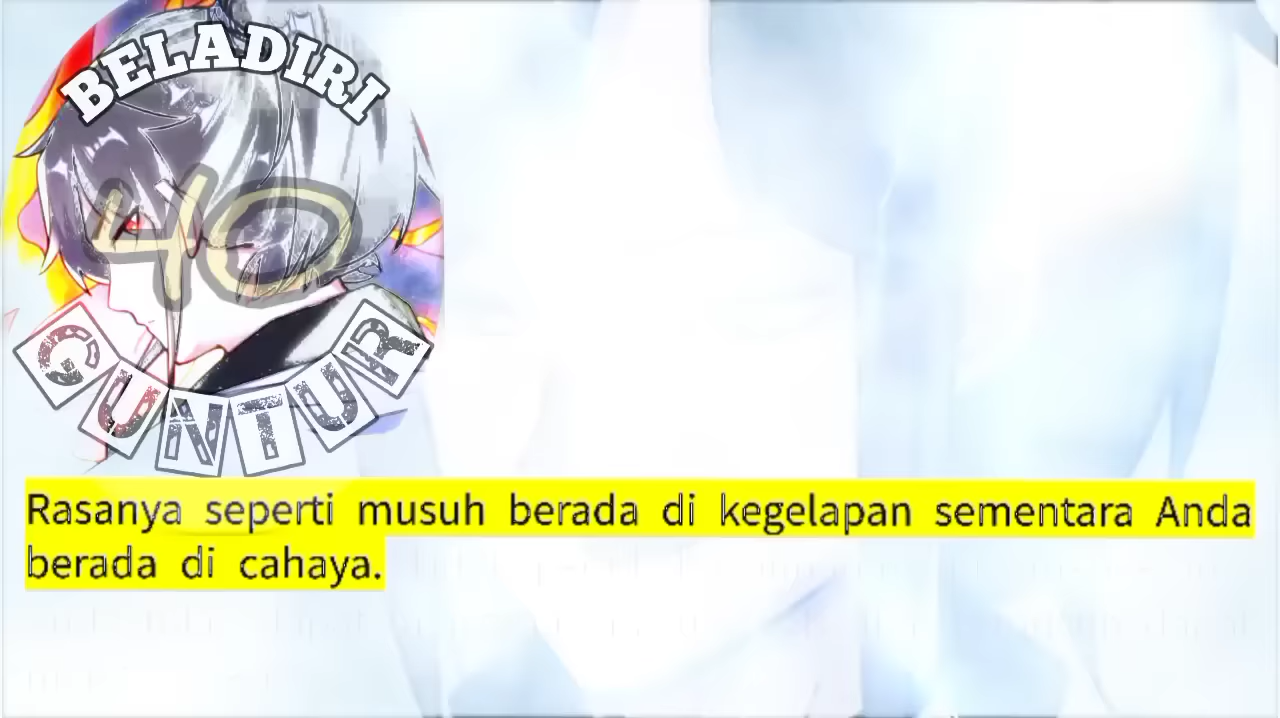 BELADIRI
40
GUNTUR
Rasanya seperti musuh berada di kegelapan sementara Anda
berada di cahaya.